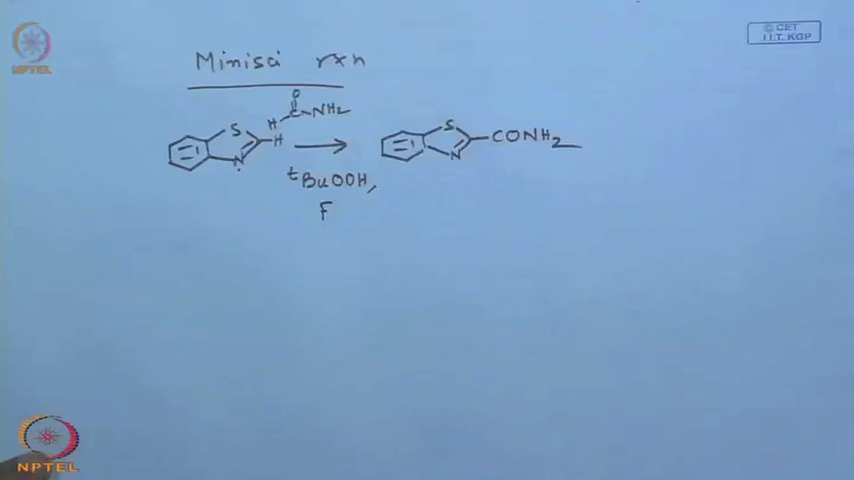 NPTEL
© CET
I.I.T. KGP
Minisci rxn
O
H C NH2
S H N
tBuOOH,
F
S CONH2
N
NPTEL